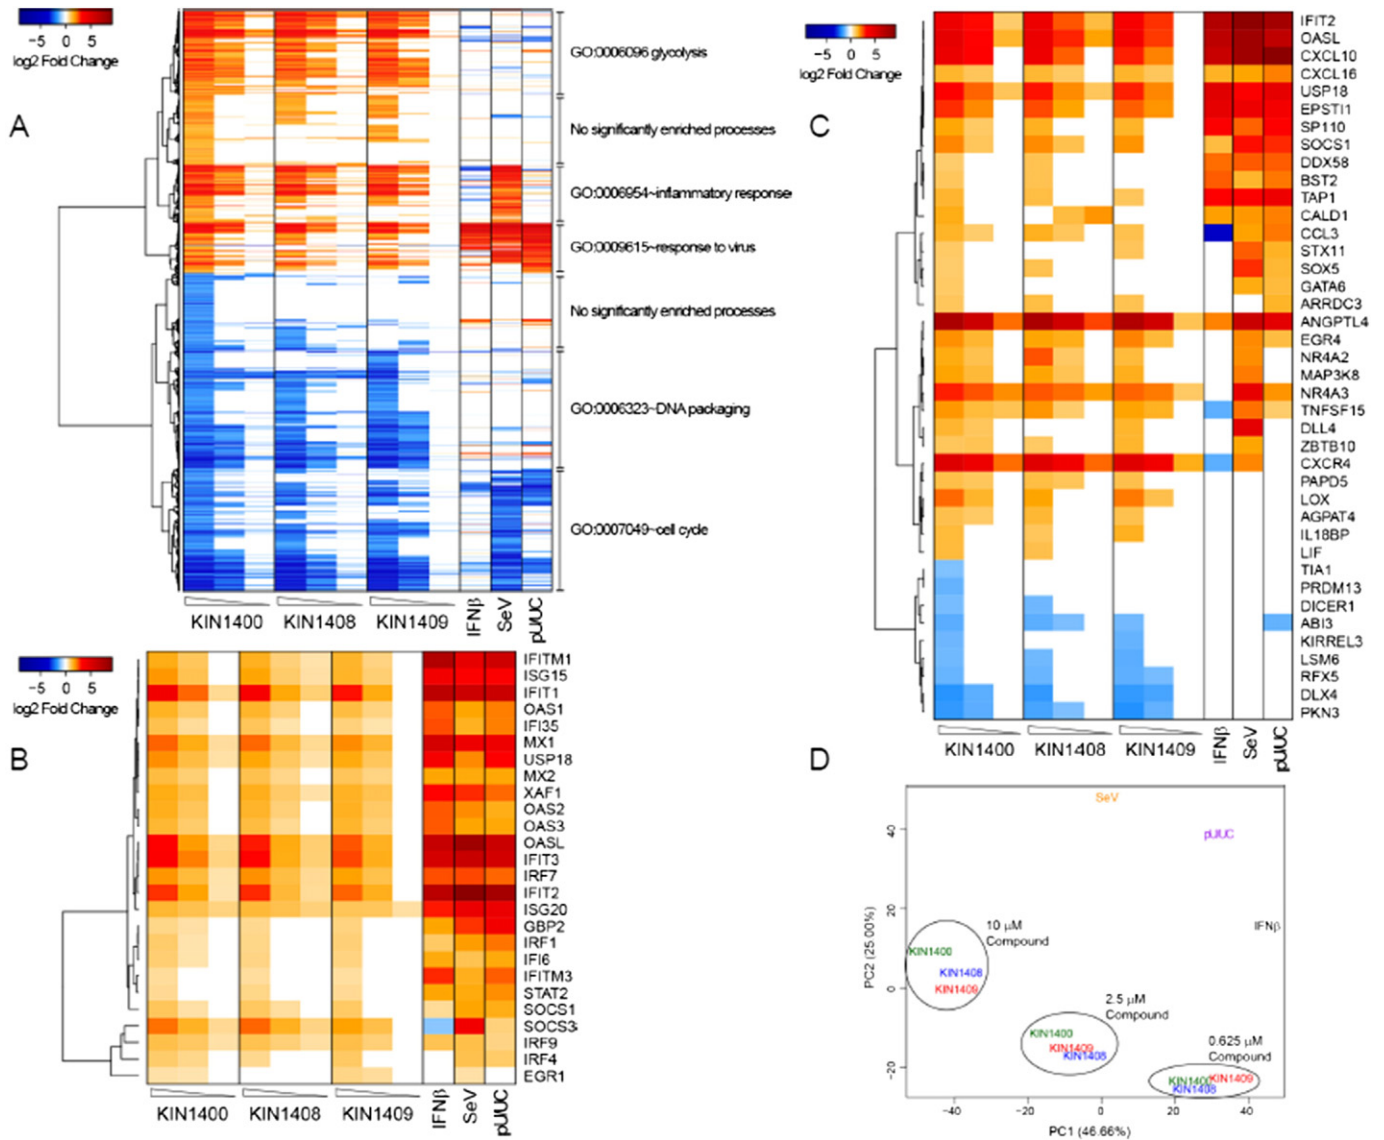 A
−5 0 5
log2 Fold Change
GO:0006096 glycolysis
No significantly enriched processes
GO:0006954~inflammatory response
GO:0009615~response to virus
No significantly enriched processes
GO:0006323~DNA packaging
GO:0007049~cell cycle
KIN1400 KIN1408 KIN1409 IFNβ SeV pUUC
B
−5 0 5
log2 Fold Change
IFITM1
ISG15
IFIT1
OAS1
IFI35
MX1
USP18
MX2
XAF1
OAS2
OAS3
OASL
IFIT3
IRF7
IFIT2
ISG20
GBP2
IRF1
IFI6
IFITM3
STAT2
SOCS1
SOCS3
IRF9
IRF4
EGR1
KIN1400 KIN1408 KIN1409 IFNβ SeV pUUC
C
−5 0 5
log2 Fold Change
IFIT2
OASL
CXCL10
CXCL16
USP18
EPSTI1
SP110
SOCS1
DDX58
BST2
TAP1
CALD1
CCL3
STX11
SOX5
GATA6
ARRDC3
ANGPTL4
EGR4
NR4A2
MAP3K8
NR4A3
TNFSF15
DLL4
ZBTB10
CXCR4
PAPD5
LOX
AGPAT4
IL18BP
LIF
TIA1
PRDM13
DICER1
ABI3
KIRREL3
LSM6
RFX5
DLX4
PKN3
KIN1400 KIN1408 KIN1409 IFNβ SeV pUUC
D
SeV
pUUC
IFNβ
10 μM
Compound
KIN1400
KIN1408
KIN1409
2.5 μM
Compound
KIN1400
KIN1409
KIN1408
0.625 μM
Compound
KIN1400 KIN1409
KIN1408
PC2 (25.00%)
40
20
0
−20
−40 −20 0 20 40
PC1 (46.66%)